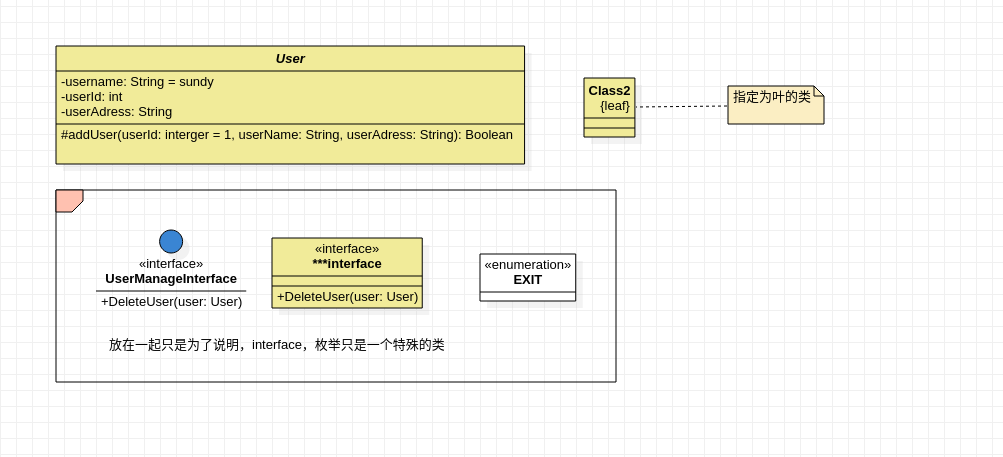 User
-username: String = sundy
-userId: int
-userAdress: String
#addUser(userId: interger = 1, userName: String, userAdress: String): Boolean
Class2
{leaf}
指定为叶的类
«interface»
UserManageInterface
+DeleteUser(user: User)
«interface»
***interface
+DeleteUser(user: User)
«enumeration»
EXIT
放在一起只是为了说明，interface，枚举只是一个特殊的类